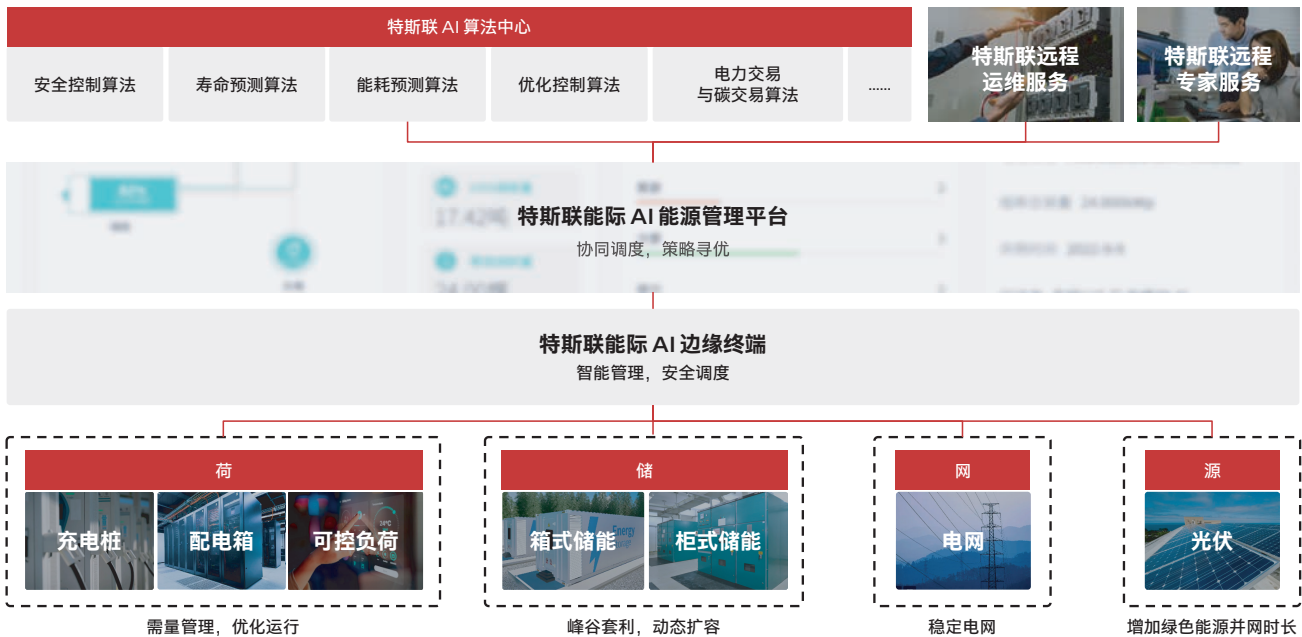 特斯联 AI 算法中心
安全控制算法
寿命预测算法
能耗预测算法
优化控制算法
电力交易
与碳交易算法
......
特斯联远程
运维服务
特斯联远程
专家服务
特斯联能际 AI 能源管理平台
协同调度，策略寻优
特斯联能际 AI 边缘终端
智能管理，安全调度
荷
充电桩
配电箱
可控负荷
需量管理，优化运行
储
箱式储能
柜式储能
峰谷套利，动态扩容
网
电网
稳定电网
源
光伏
增加绿色能源并网时长